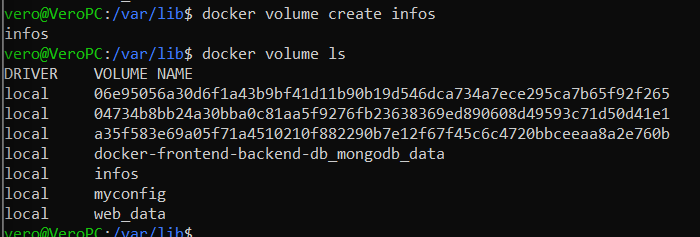 vero@VeroPC:/var/lib$ docker volume create infos
infos
vero@VeroPC:/var/lib$ docker volume ls
DRIVER    VOLUME NAME
local     06e95056a30d6f1a43b9bf41d11b90b19d546dca734a7ece295ca7b65f92f265
local     04734b8bb24a30bba0c81aa5f9276fb23638369ed890608d49593c71d50d41e1
local     a35f583e69a05f71a4510210f882290b7e12f67f45c6c4720bbceeaa8a2e760b
local     docker-frontend-backend-db_mongodb_data
local     infos
local     myconfig
local     web_data
vero@VeroPC:/var/lib$